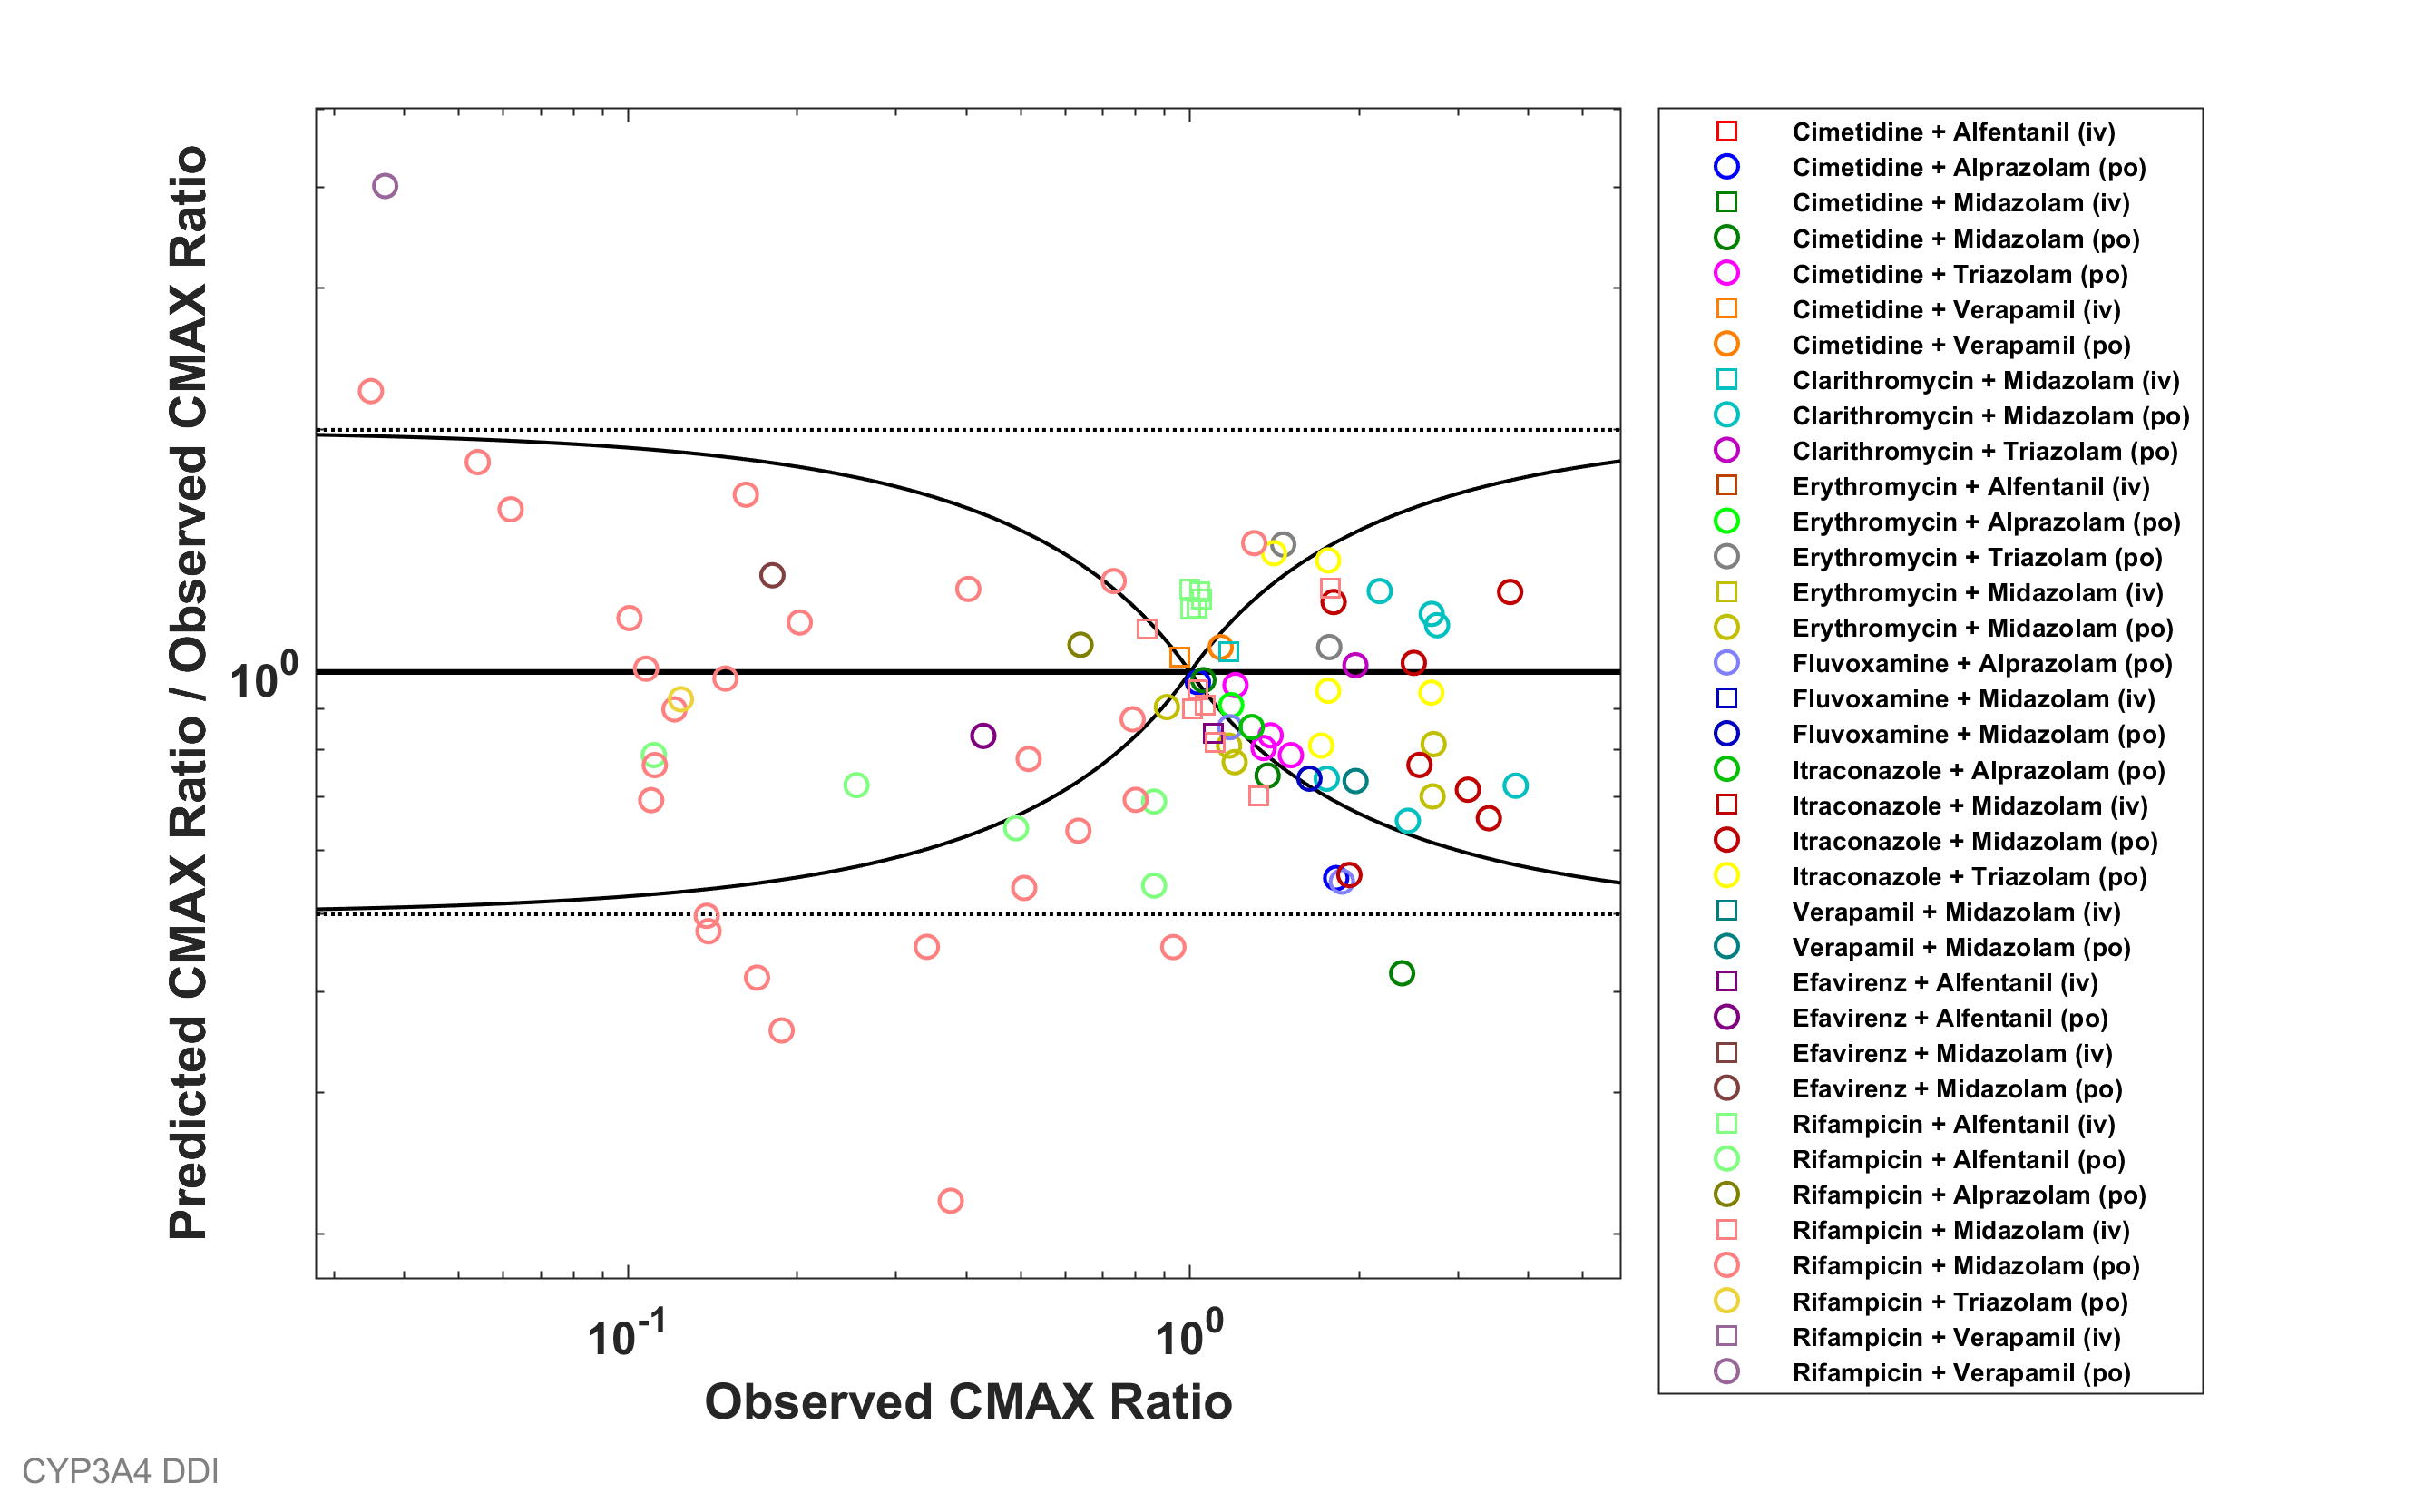 Predicted CMAX Ratio / Observed CMAX Ratio
10^0
10^-1
10^0
Observed CMAX Ratio
Cimetidine + Alfentanil (iv)
Cimetidine + Alprazolam (po)
Cimetidine + Midazolam (iv)
Cimetidine + Midazolam (po)
Cimetidine + Triazolam (po)
Cimetidine + Verapamil (iv)
Cimetidine + Verapamil (po)
Clarithromycin + Midazolam (iv)
Clarithromycin + Midazolam (po)
Clarithromycin + Triazolam (po)
Erythromycin + Alfentanil (iv)
Erythromycin + Alprazolam (po)
Erythromycin + Triazolam (po)
Erythromycin + Midazolam (iv)
Erythromycin + Midazolam (po)
Fluvoxamine + Alprazolam (po)
Fluvoxamine + Midazolam (iv)
Fluvoxamine + Midazolam (po)
Itraconazole + Alprazolam (po)
Itraconazole + Midazolam (iv)
Itraconazole + Midazolam (po)
Itraconazole + Triazolam (po)
Verapamil + Midazolam (iv)
Verapamil + Midazolam (po)
Efavirenz + Alfentanil (iv)
Efavirenz + Alfentanil (po)
Efavirenz + Midazolam (iv)
Efavirenz + Midazolam (po)
Rifampicin + Alfentanil (iv)
Rifampicin + Alfentanil (po)
Rifampicin + Alprazolam (po)
Rifampicin + Midazolam (iv)
Rifampicin + Midazolam (po)
Rifampicin + Triazolam (po)
Rifampicin + Verapamil (iv)
Rifampicin + Verapamil (po)
CYP3A4 DDI